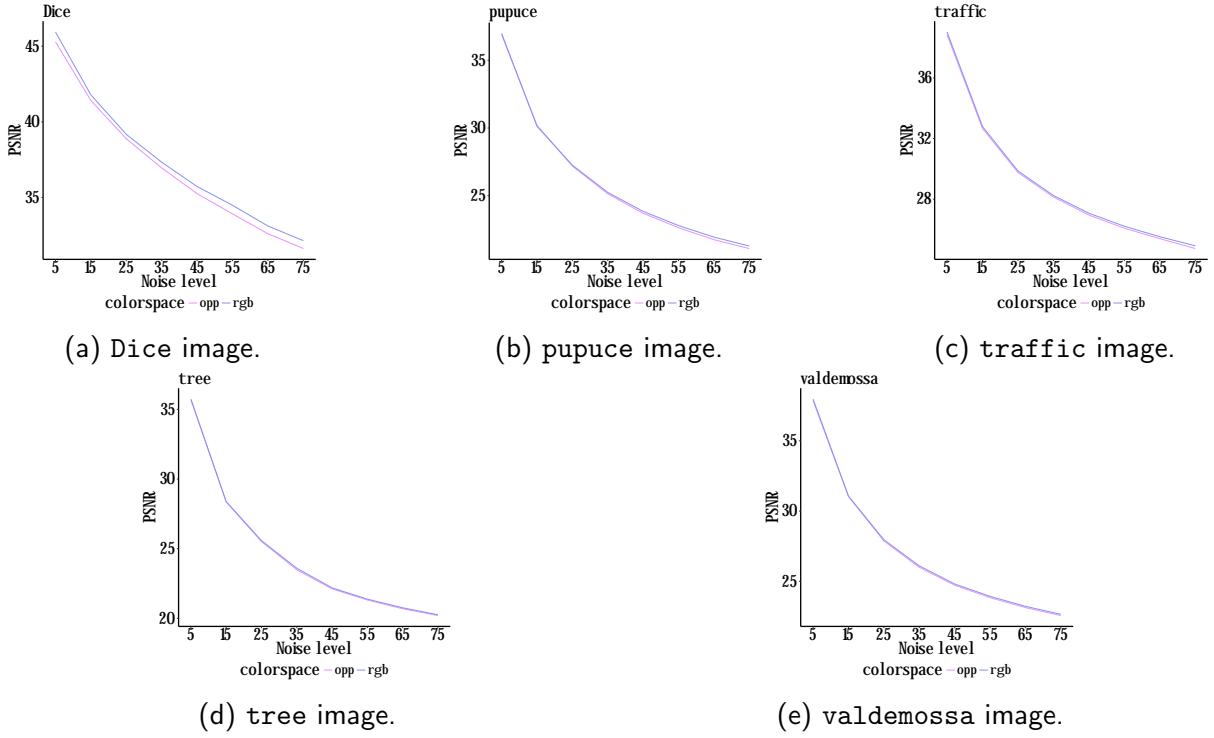 Dice
PSNR
45
40
35
5 15 25 35 45 55 65 75
Noise level
colorspace opp rgb
(a) Dice image.
pupuce
PSNR
35
30
25
5 15 25 35 45 55 65 75
Noise level
colorspace opp rgb
(b) pupuce image.
traffic
PSNR
36
32
28
5 15 25 35 45 55 65 75
Noise level
colorspace opp rgb
(c) traffic image.
tree
PSNR
35
30
25
20
5 15 25 35 45 55 65 75
Noise level
colorspace opp rgb
(d) tree image.
valdemossa
PSNR
35
30
25
5 15 25 35 45 55 65 75
Noise level
colorspace opp rgb
(e) valdemossa image.